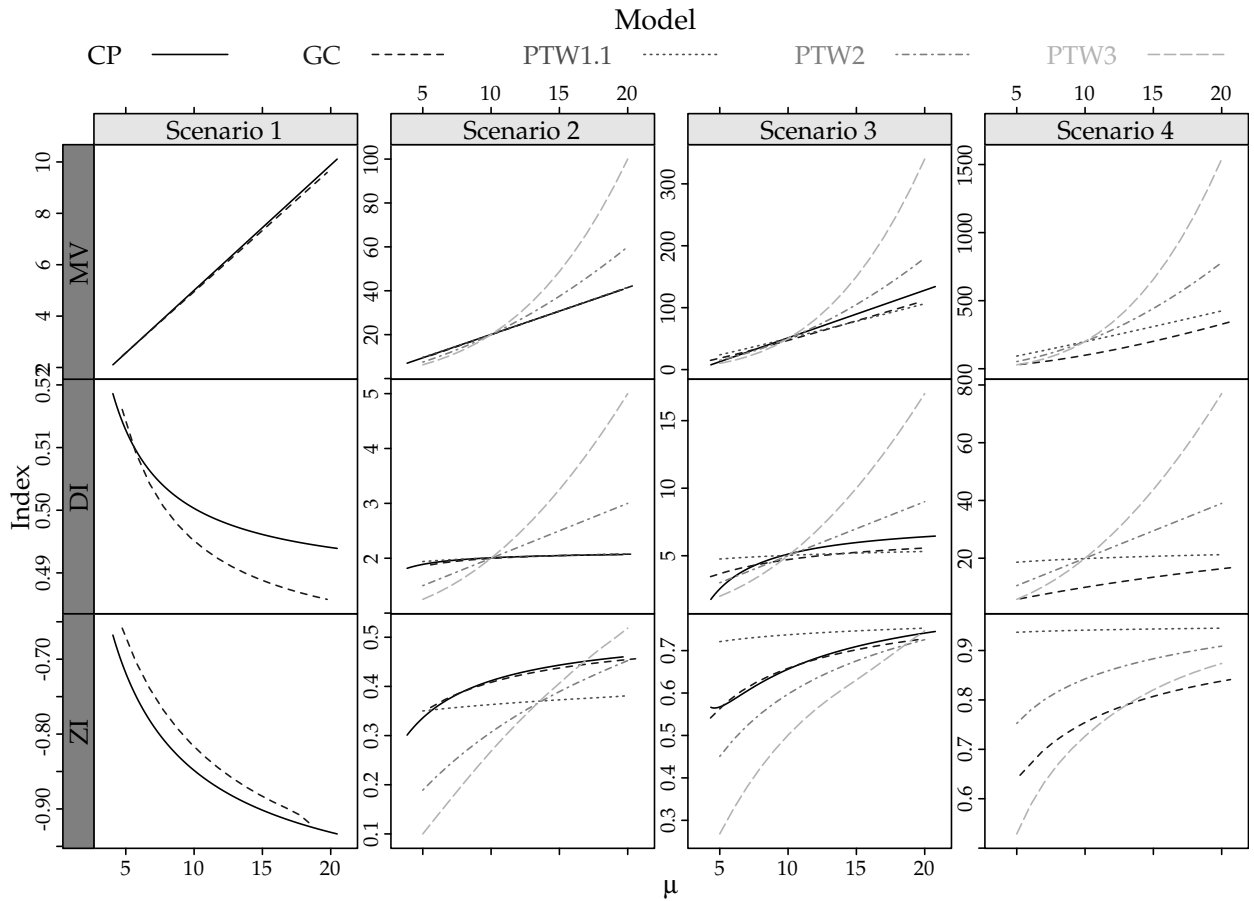 Model
CP GC PTW1.1 PTW2 PTW3
5 10 15 20 5 10 15 20
Scenario 1 Scenario 2 Scenario 3 Scenario 4
MV
2 4 6 8 10
20 40 60 80 100
0 100 200 300
0 500 1000 1500
Index
DI
0.49 0.50 0.51 0.52
1 2 3 4 5
5 10 15
20 40 60 800
ZI
-0.90 -0.80 -0.70
0.1 0.2 0.3 0.4 0.5
0.3 0.4 0.5 0.6 0.7
0.6 0.7 0.8 0.9
5 10 15 20 5 10 15 20
μ